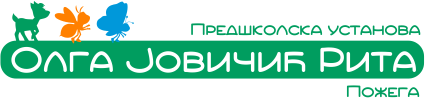 Предшколска установа
Олга Јовичић Рита
Пожега